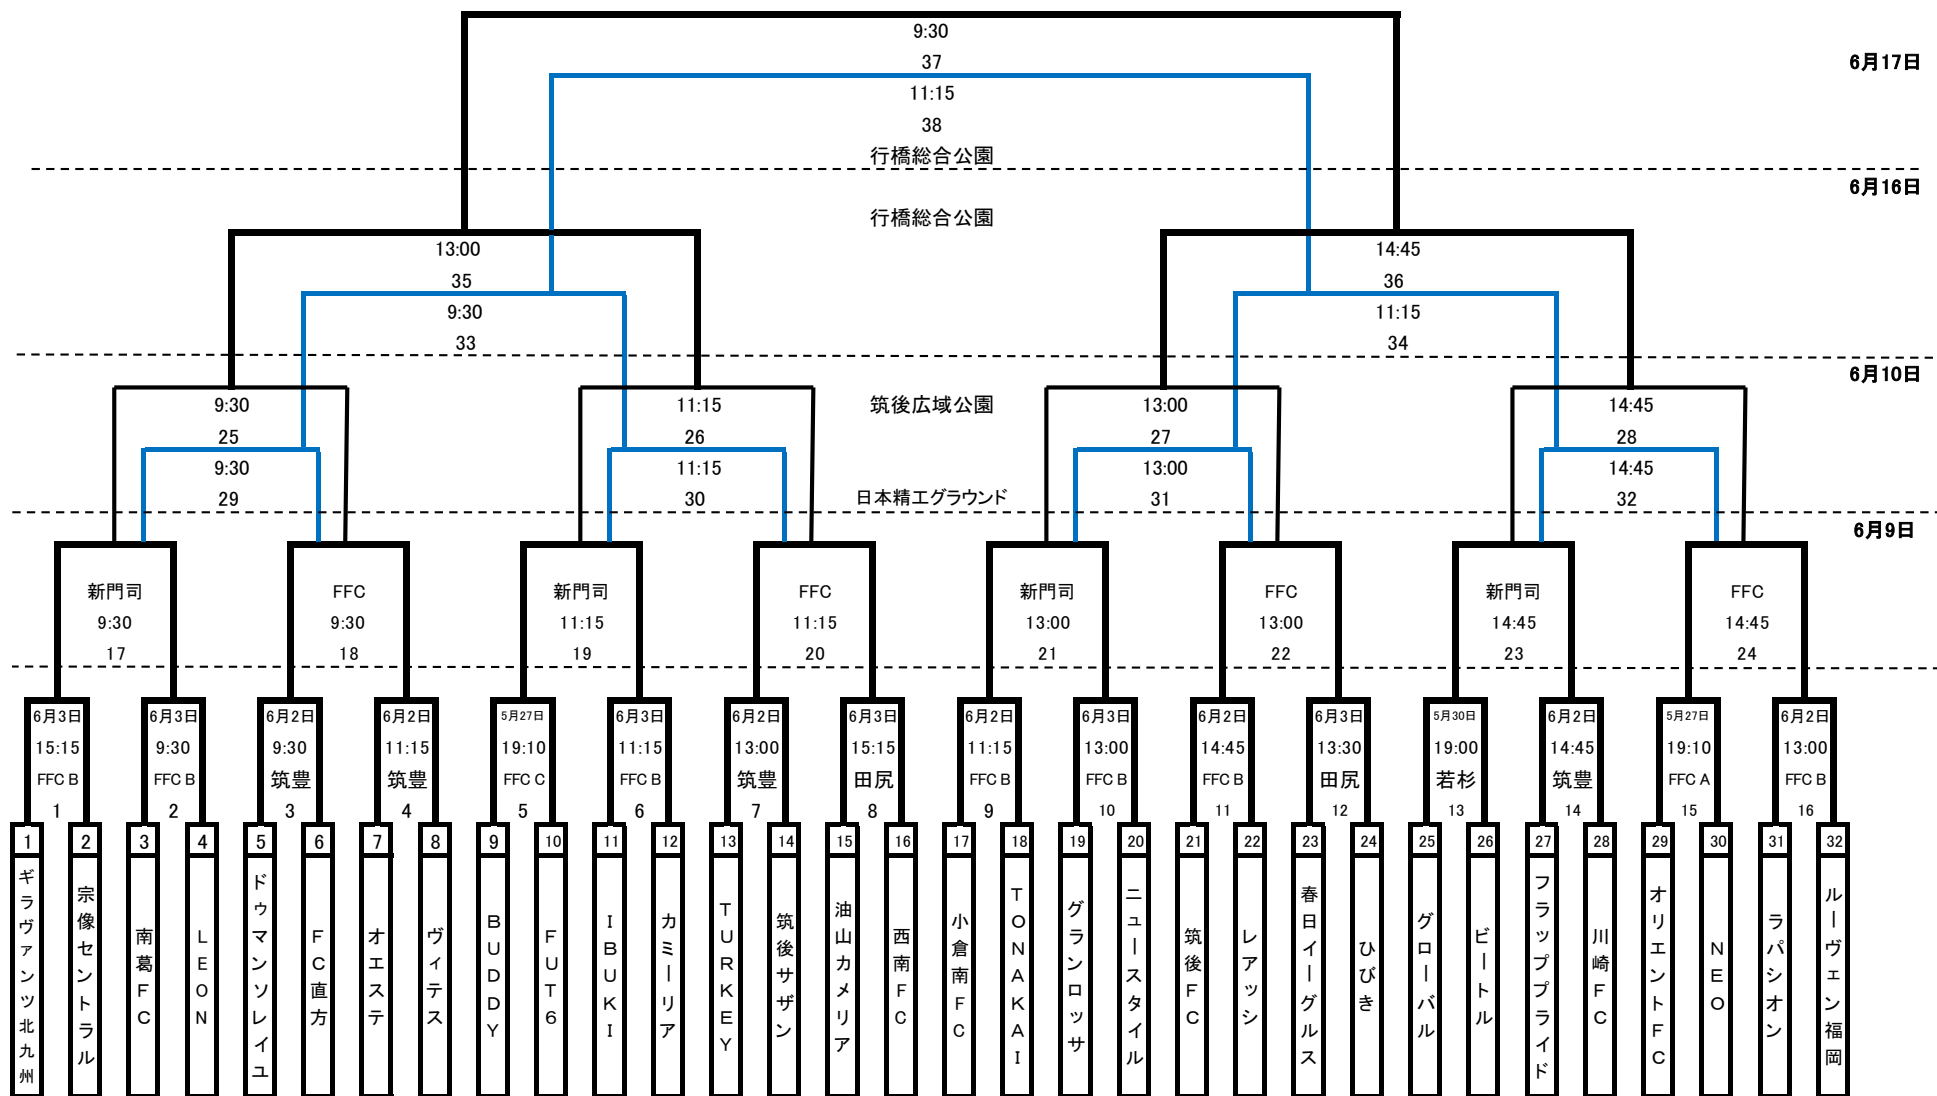 9:30
37
6月17日
11:15
38
行橋総合公園
6月16日
行橋総合公園
13:00 14:45
35 36
9:30 11:15
33 34
6月10日
9:30 11:15 筑後広域公園 13:00 14:45
25 26 27 28
9:30 11:15 13:00 14:45
29 30 日本精工グラウンド 31 32
6月9日
新門司 FFC 新門司 FFC 新門司 FFC 新門司 FFC
9:30 9:30 11:15 11:15 13:00 13:00 14:45 14:45
17 18 19 20 21 22 23 24
6月3日 6月3日 6月2日 6月2日 5月27日 6月3日 6月2日 6月3日 6月2日 6月3日 6月2日 6月3日 5月30日 6月2日 5月27日 6月2日
15:15 9:30 9:30 11:15 19:10 11:15 13:00 15:15 11:15 13:00 14:45 13:30 19:00 14:45 19:10 13:00
FFC B FFC B 筑豊 筑豊 FFC C FFC B 筑豊 田尻 FFC B FFC B FFC B 田尻 若杉 筑豊 FFC A FFC B
1 2 3 4 5 6 7 8 9 10 11 12 13 14 15 16
1 2 3 4 5 6 7 8 9 10 11 12 13 14 15 16 17 18 19 20 21 22 23 24 25 26 27 28 29 30 31 32
ギラヴァンツ北九州
宗像セントラル
南葛FC
LEON
ドゥマンソレイユ
FC直方
オエステ
ヴィテス
BUDDY
FUT6
IBUKI
カミーリア
TURKEY
筑後サザン
油山カメリア
西南FC
小倉南FC
TONAKAI
グランロッサ
ニュースタイル
筑後FC
レアッシ
春日イーグルス
ひびき
グローバル
ビートル
フラッププライド
川崎FC
オリエントFC
NEO
ラパシオン
ルーヴェン福岡